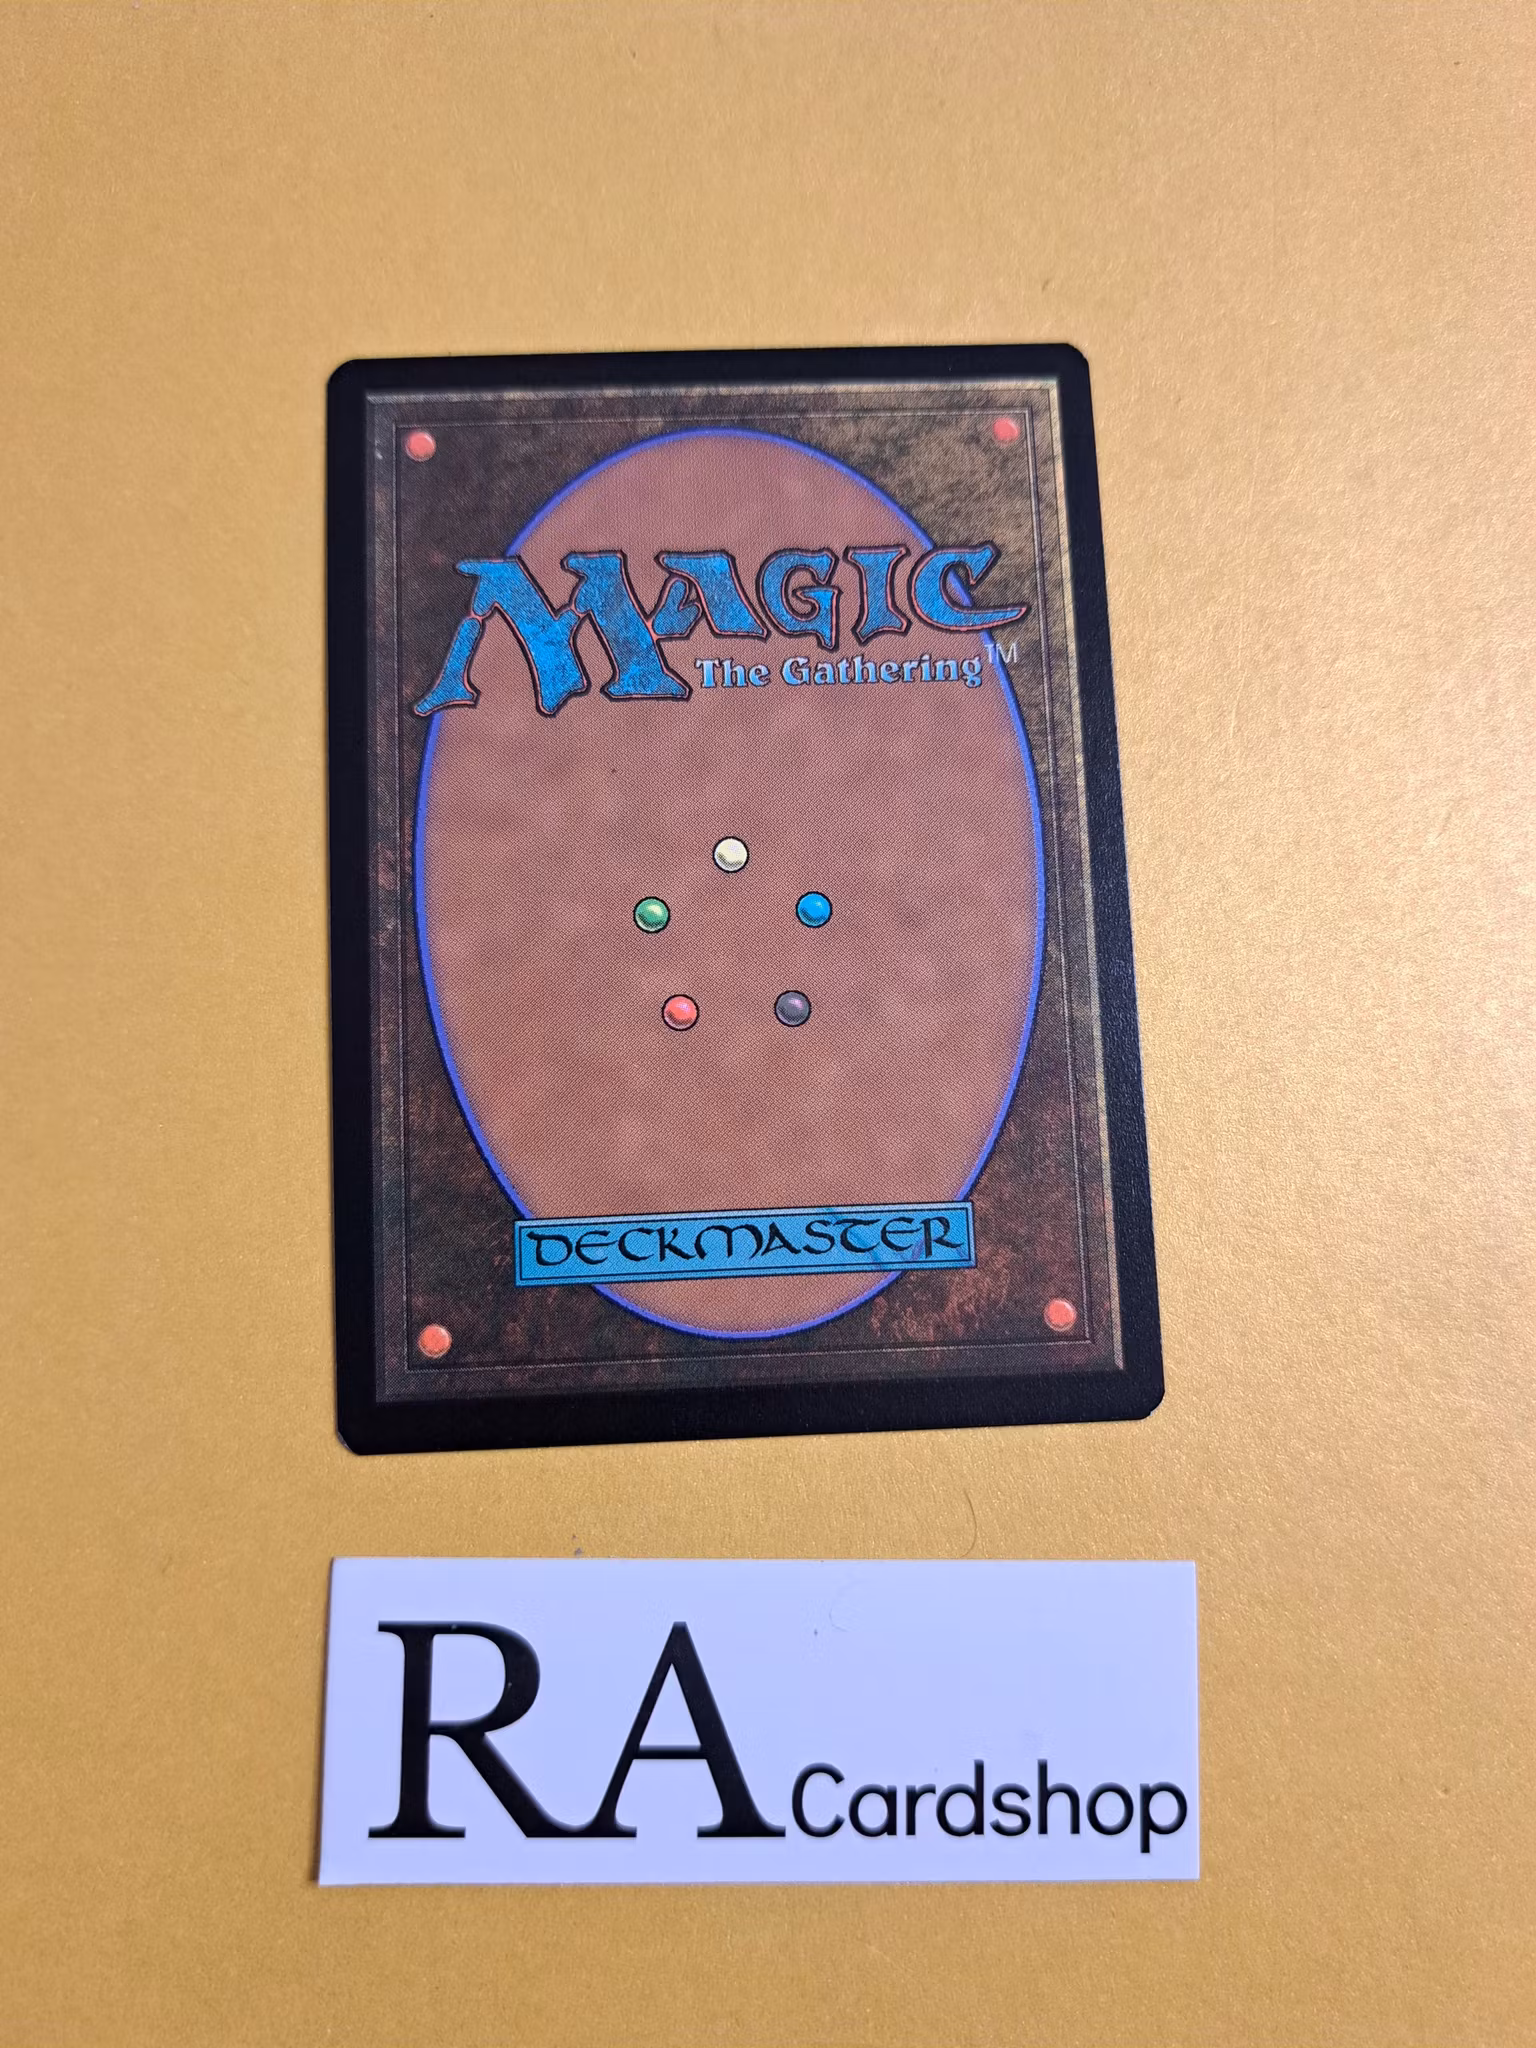 MAGIC
The Gathering™
DECKMASTER
RA Cardshop